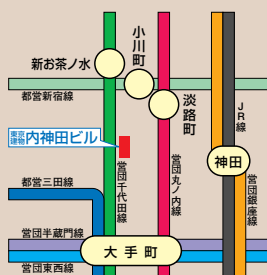 小川町
新お茶ノ水
都営新宿線
淡路町
JR線
東京建物
内神田ビル
神田
営団千代田線
営団丸ノ内線
営団銀座線
都営三田線
営団半蔵門線
大手町
営団東西線